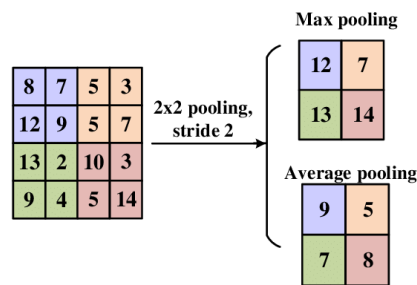 Max pooling
12 7
13 14
8 7 5 3
12 9 5 7
13 2 10 3
9 4 5 14
2x2 pooling,
stride 2
Average pooling
9 5
7 8